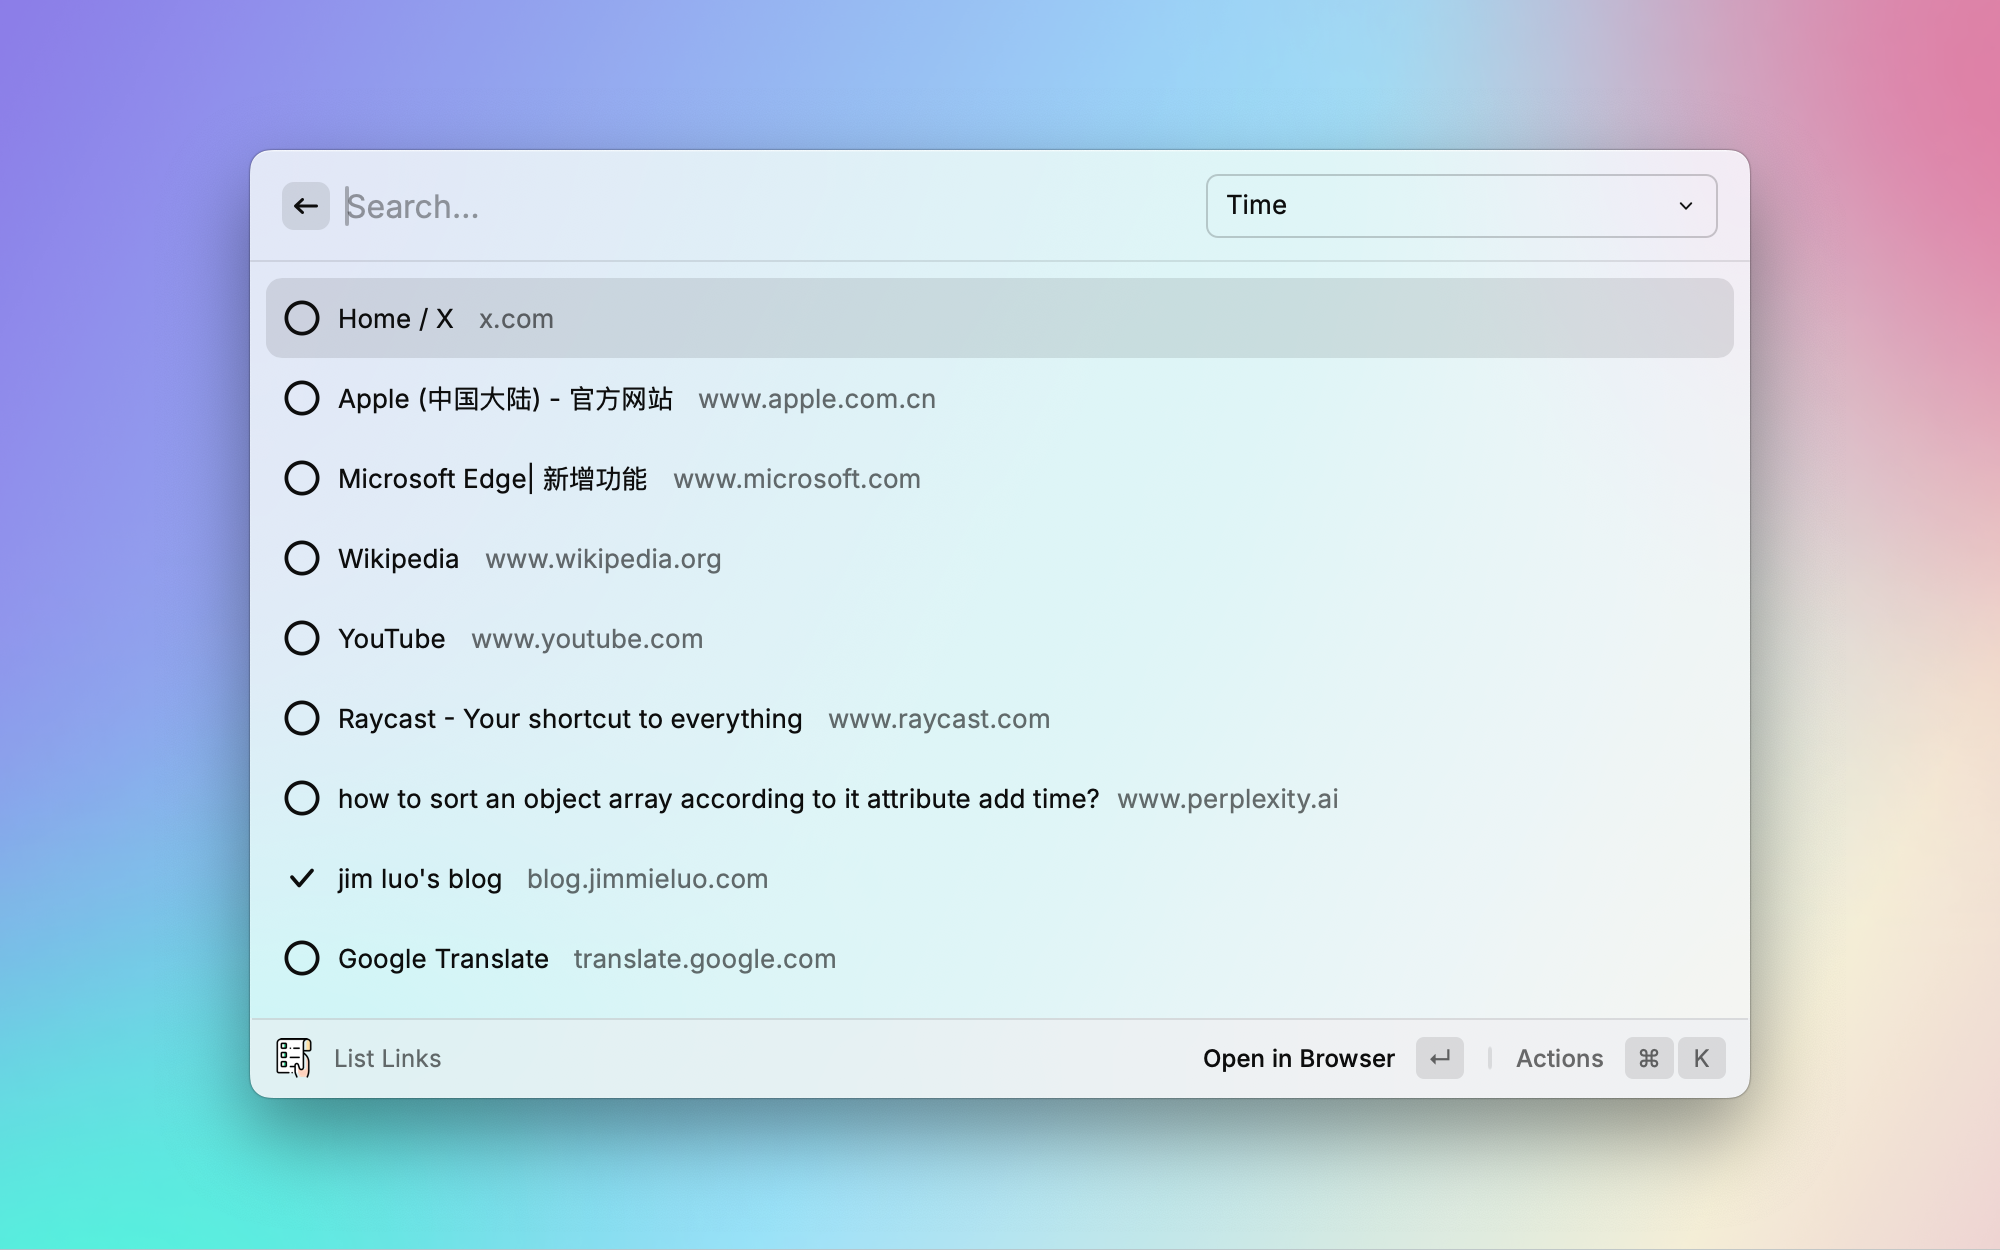 Search...
Time
Home / X x.com
Apple (中国大陆) - 官方网站 www.apple.com.cn
Microsoft Edge| 新增功能 www.microsoft.com
Wikipedia www.wikipedia.org
YouTube www.youtube.com
Raycast - Your shortcut to everything www.raycast.com
how to sort an object array according to it attribute add time? www.perplexity.ai
jim luo's blog blog.jimmieluo.com
Google Translate translate.google.com
List Links
Open in Browser ↵ | Actions ⌘ K